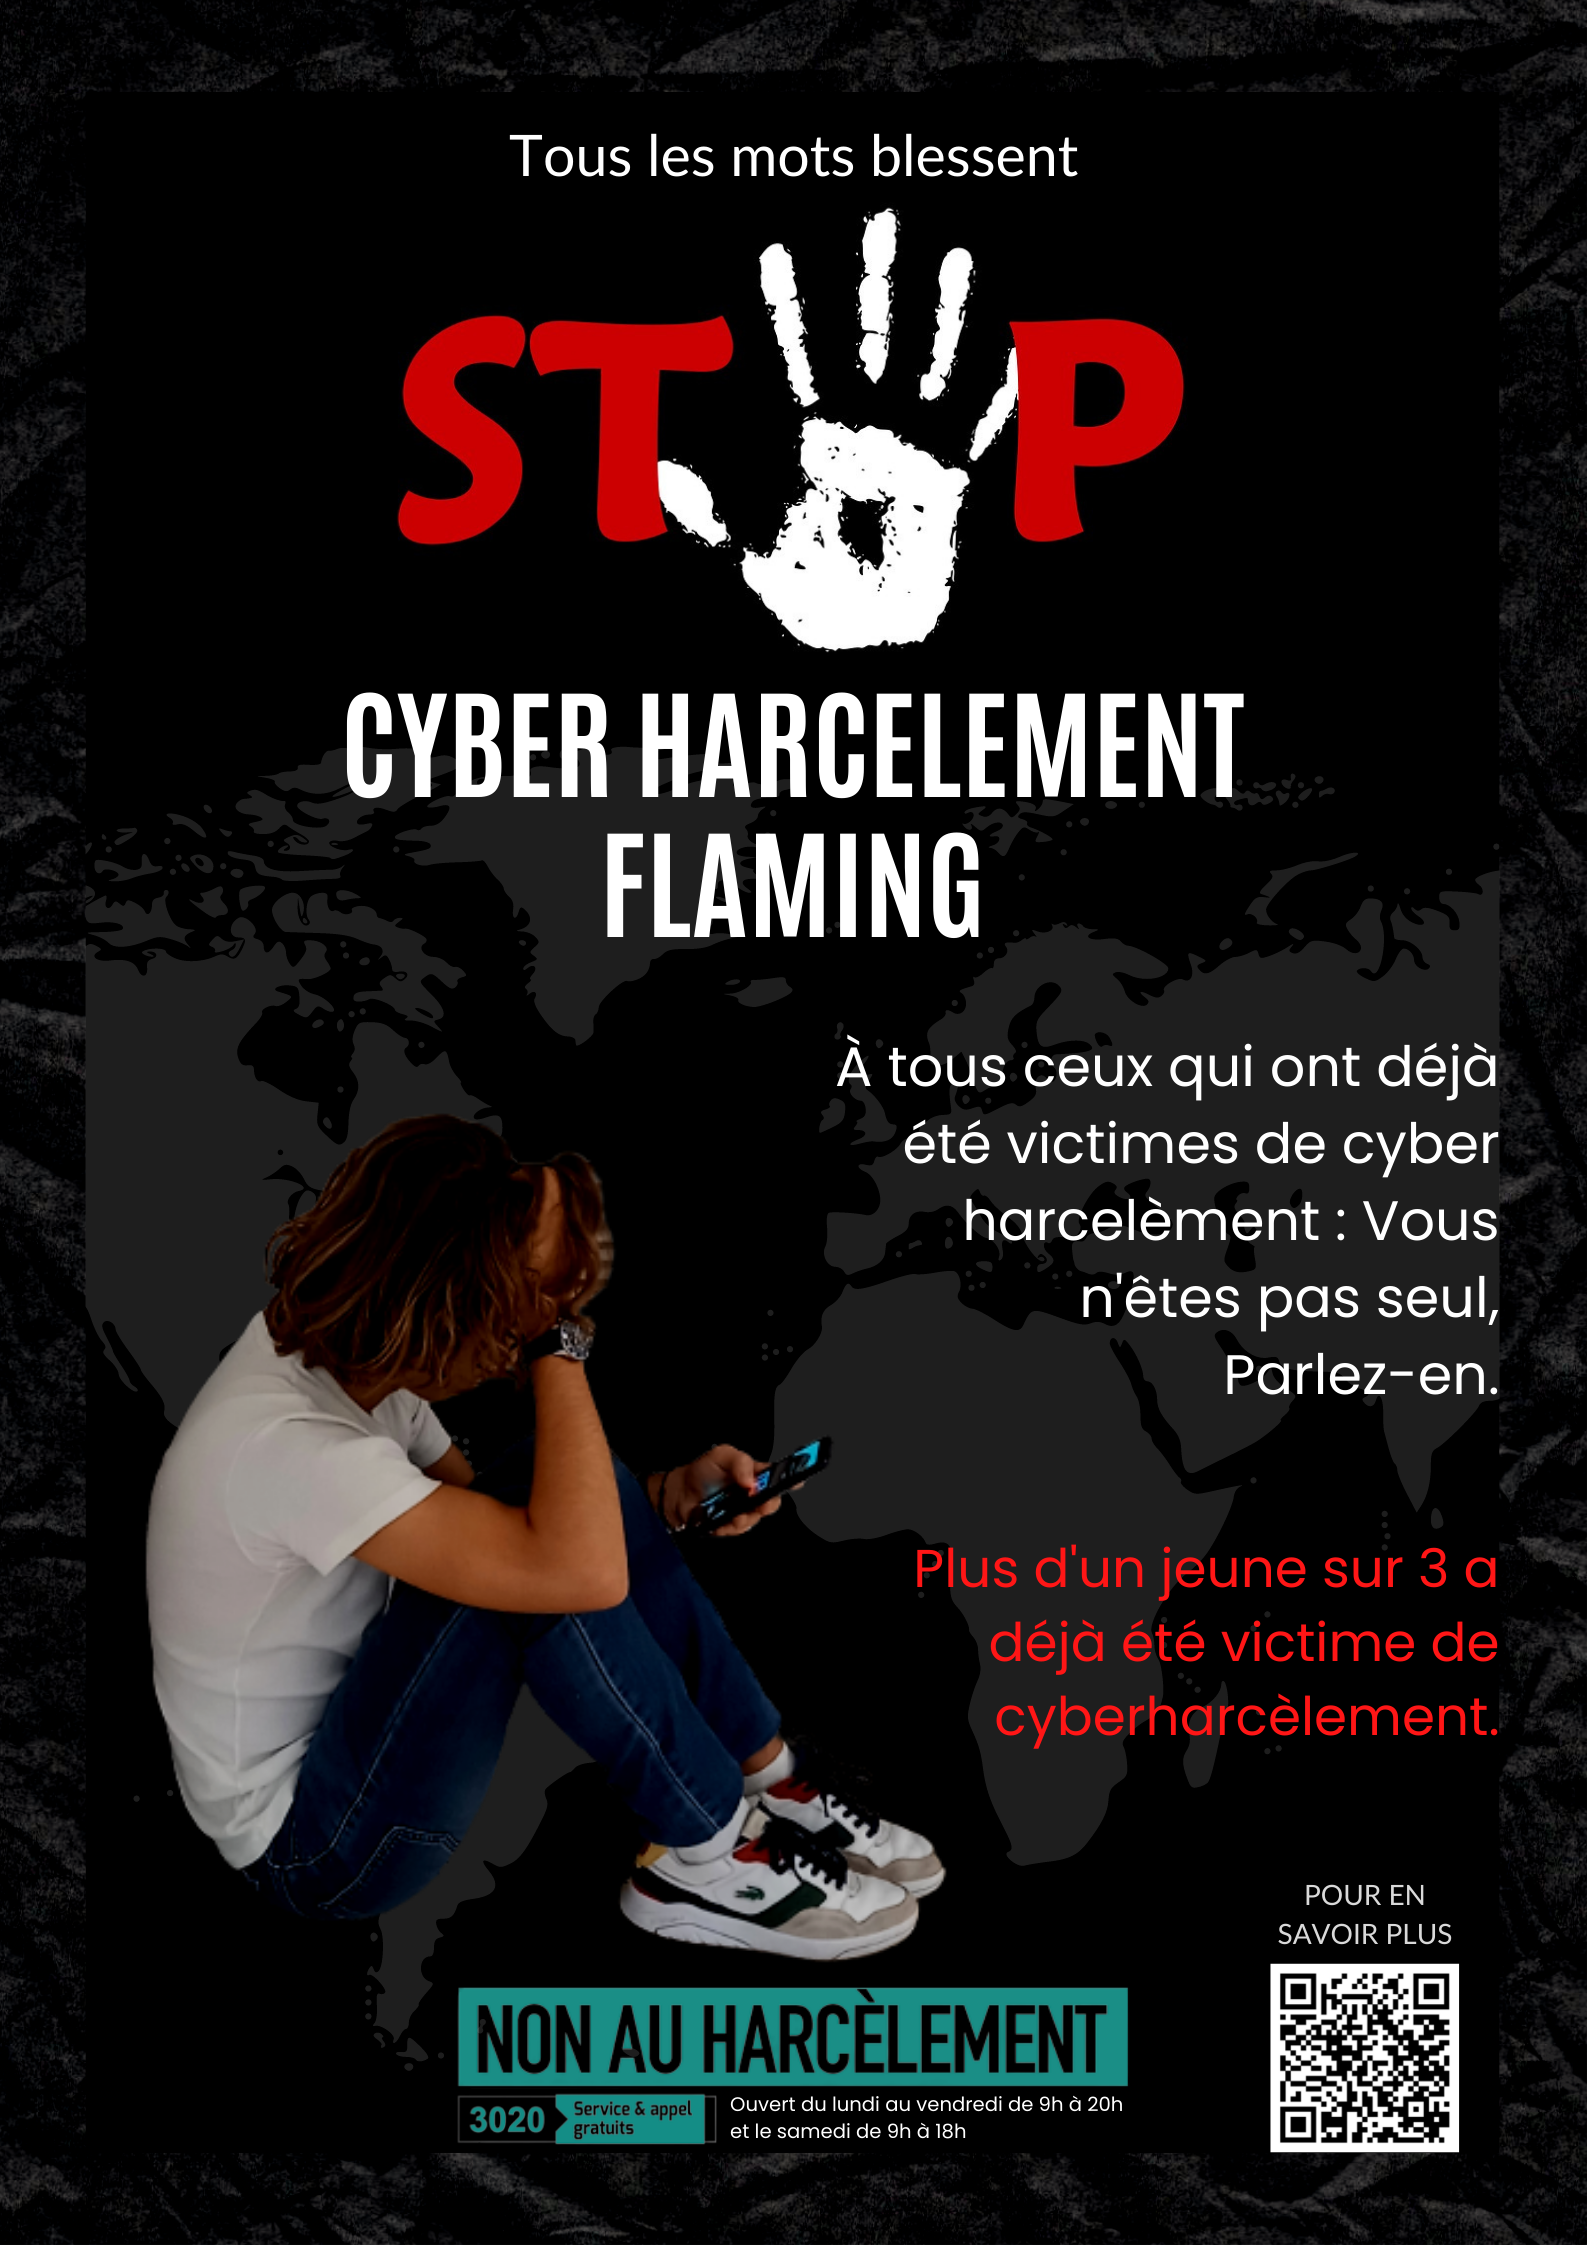 Tous les mots blessent
STOP
CYBER HARCELEMENT
FLAMING
À tous ceux qui ont déjà
été victimes de cyber
harcelèment : Vous
n'êtes pas seul,
Parlez-en.
Plus d'un jeune sur 3 a
déjà été victime de
cyberharcèlement.
POUR EN
SAVOIR PLUS
NON AU HARCÈLEMENT
3020 Service & appel
gratuits
Ouvert du lundi au vendredi de 9h à 20h
et le samedi de 9h à 18h